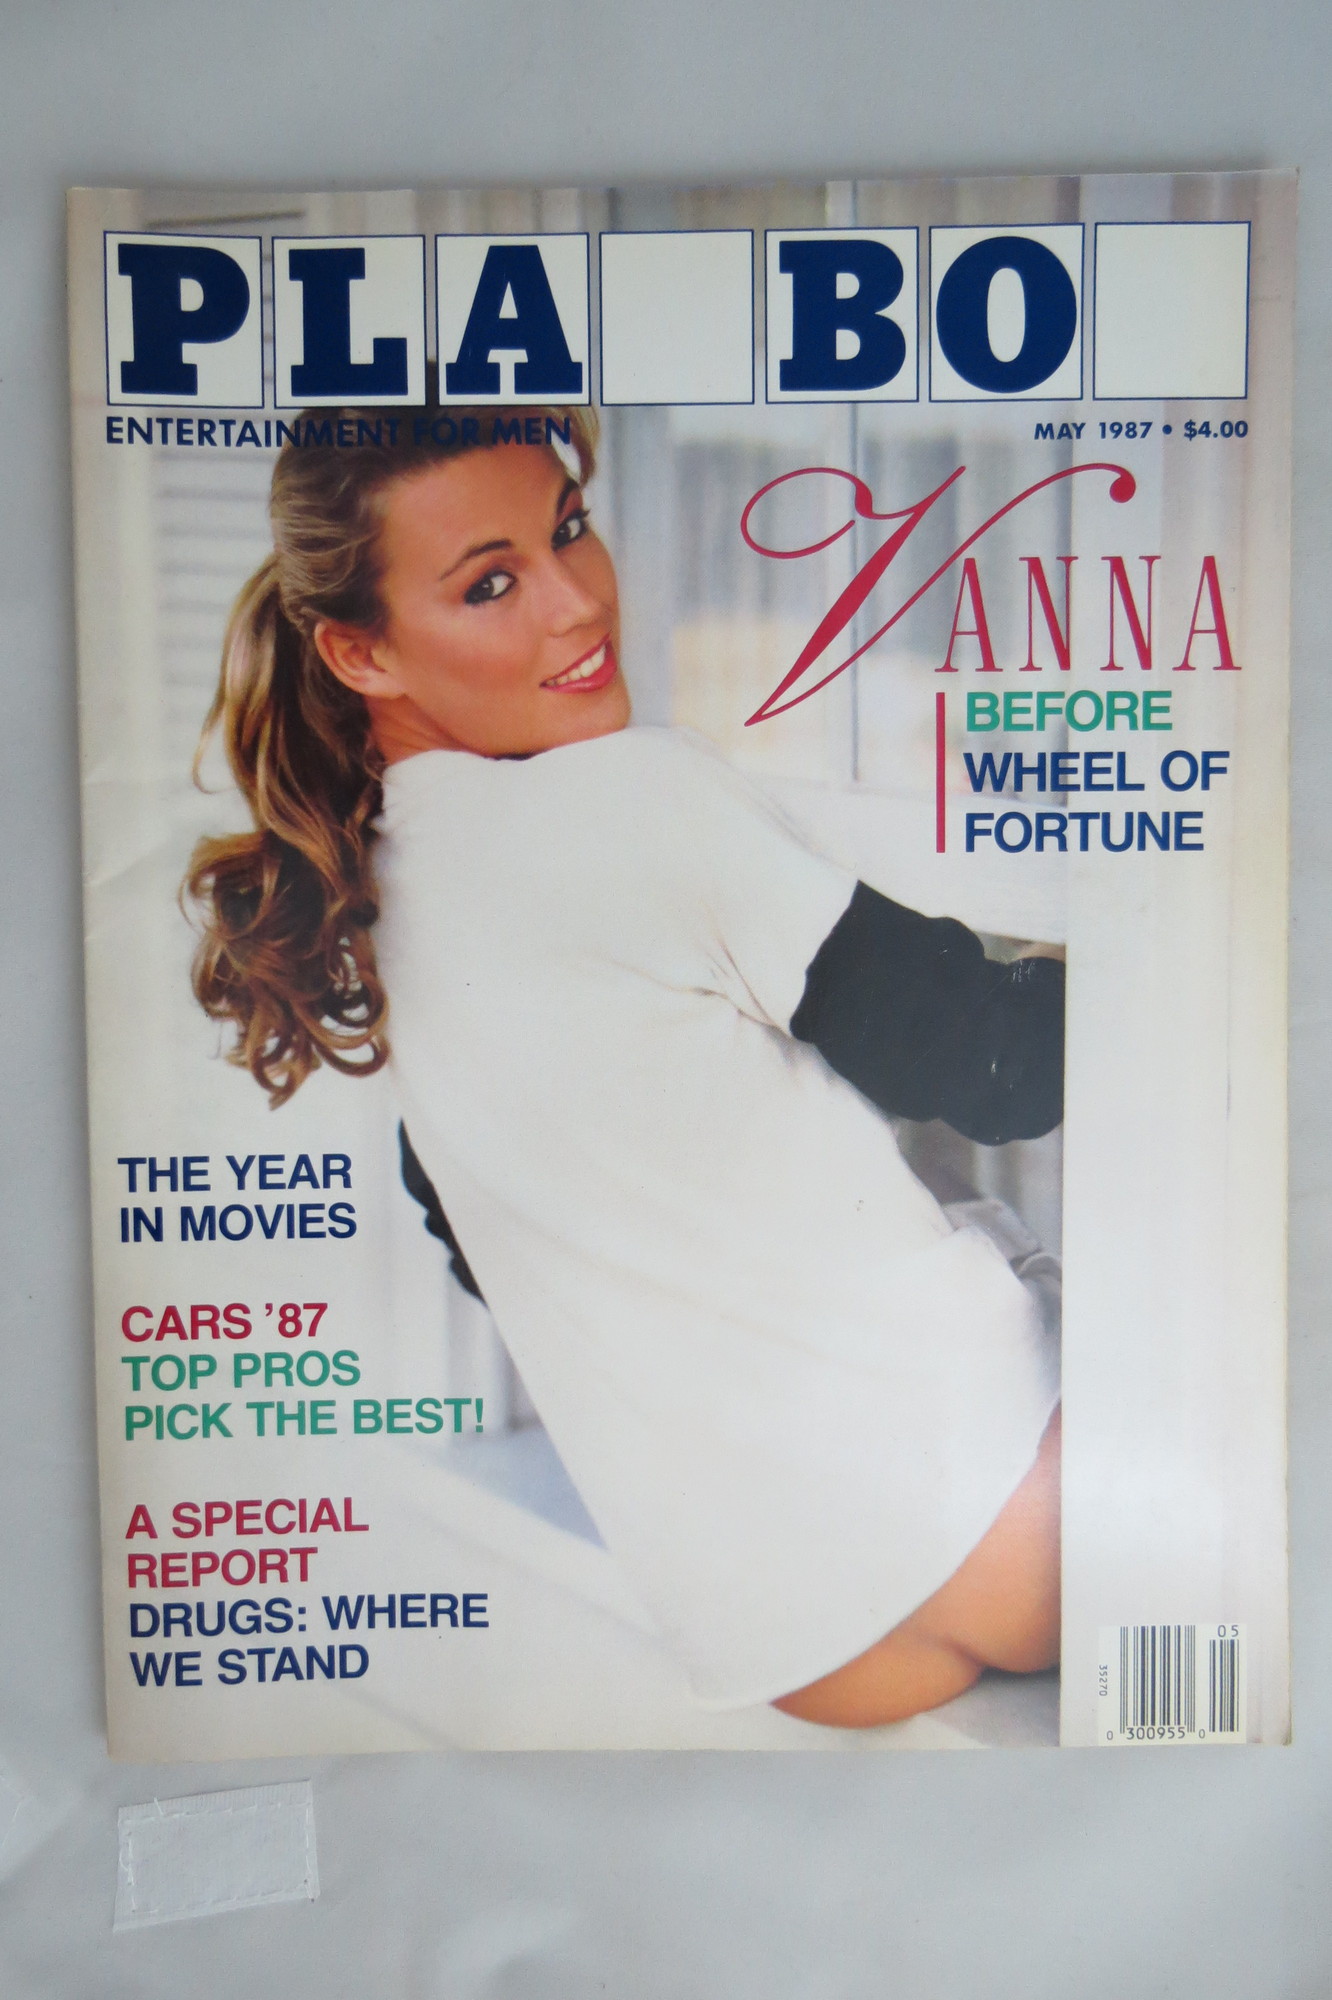 PLA BO
ENTERTAINMENT FOR MEN
MAY 1987 • $4.00
VANNA
BEFORE
WHEEL OF
FORTUNE
THE YEAR
IN MOVIES
CARS '87
TOP PROS
PICK THE BEST!
A SPECIAL
REPORT
DRUGS: WHERE
WE STAND
05
35270
0 300955 0